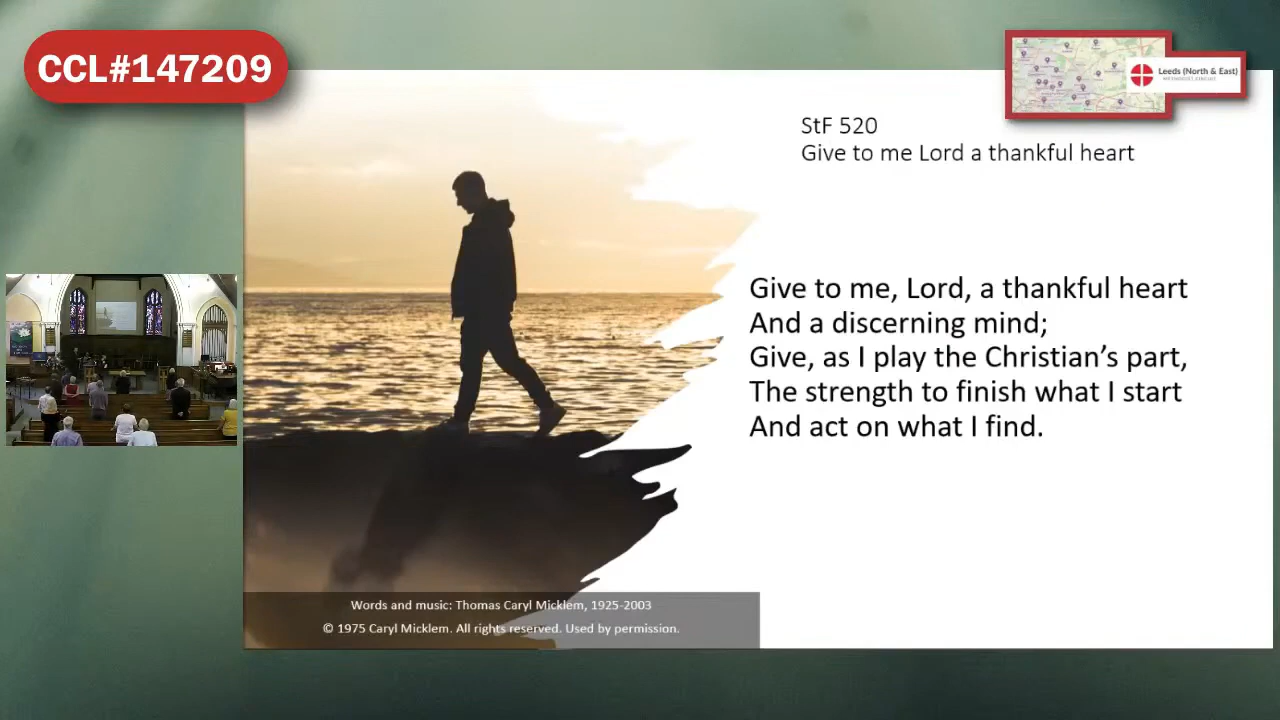 CCL#147209
Leeds (North & East)
StF 520
Give to me Lord a thankful heart
Give to me, Lord, a thankful heart
And a discerning mind;
Give, as I play the Christian’s part,
The strength to finish what I start
And act on what I find.
Words and music: Thomas Caryl Micklem, 1925-2003
© 1975 Caryl Micklem. All rights reserved. Used by permission.